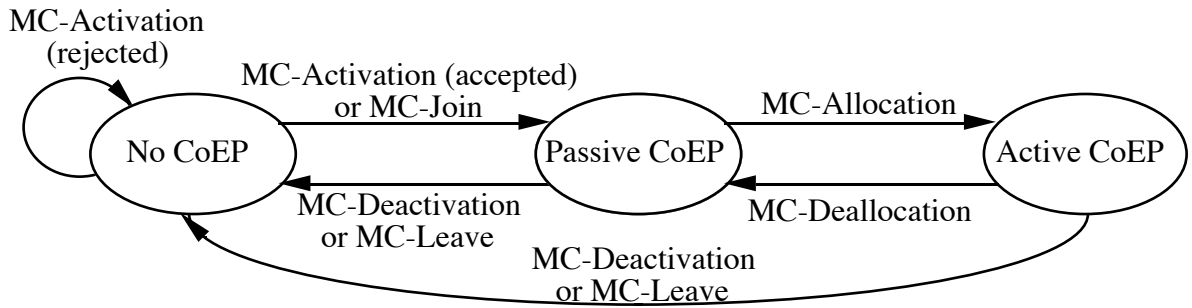 MC-Activation
(rejected)
MC-Activation (accepted)
or MC-Join
MC-Allocation
No CoEP
Passive CoEP
Active CoEP
MC-Deactivation
or MC-Leave
MC-Deallocation
MC-Deactivation
or MC-Leave